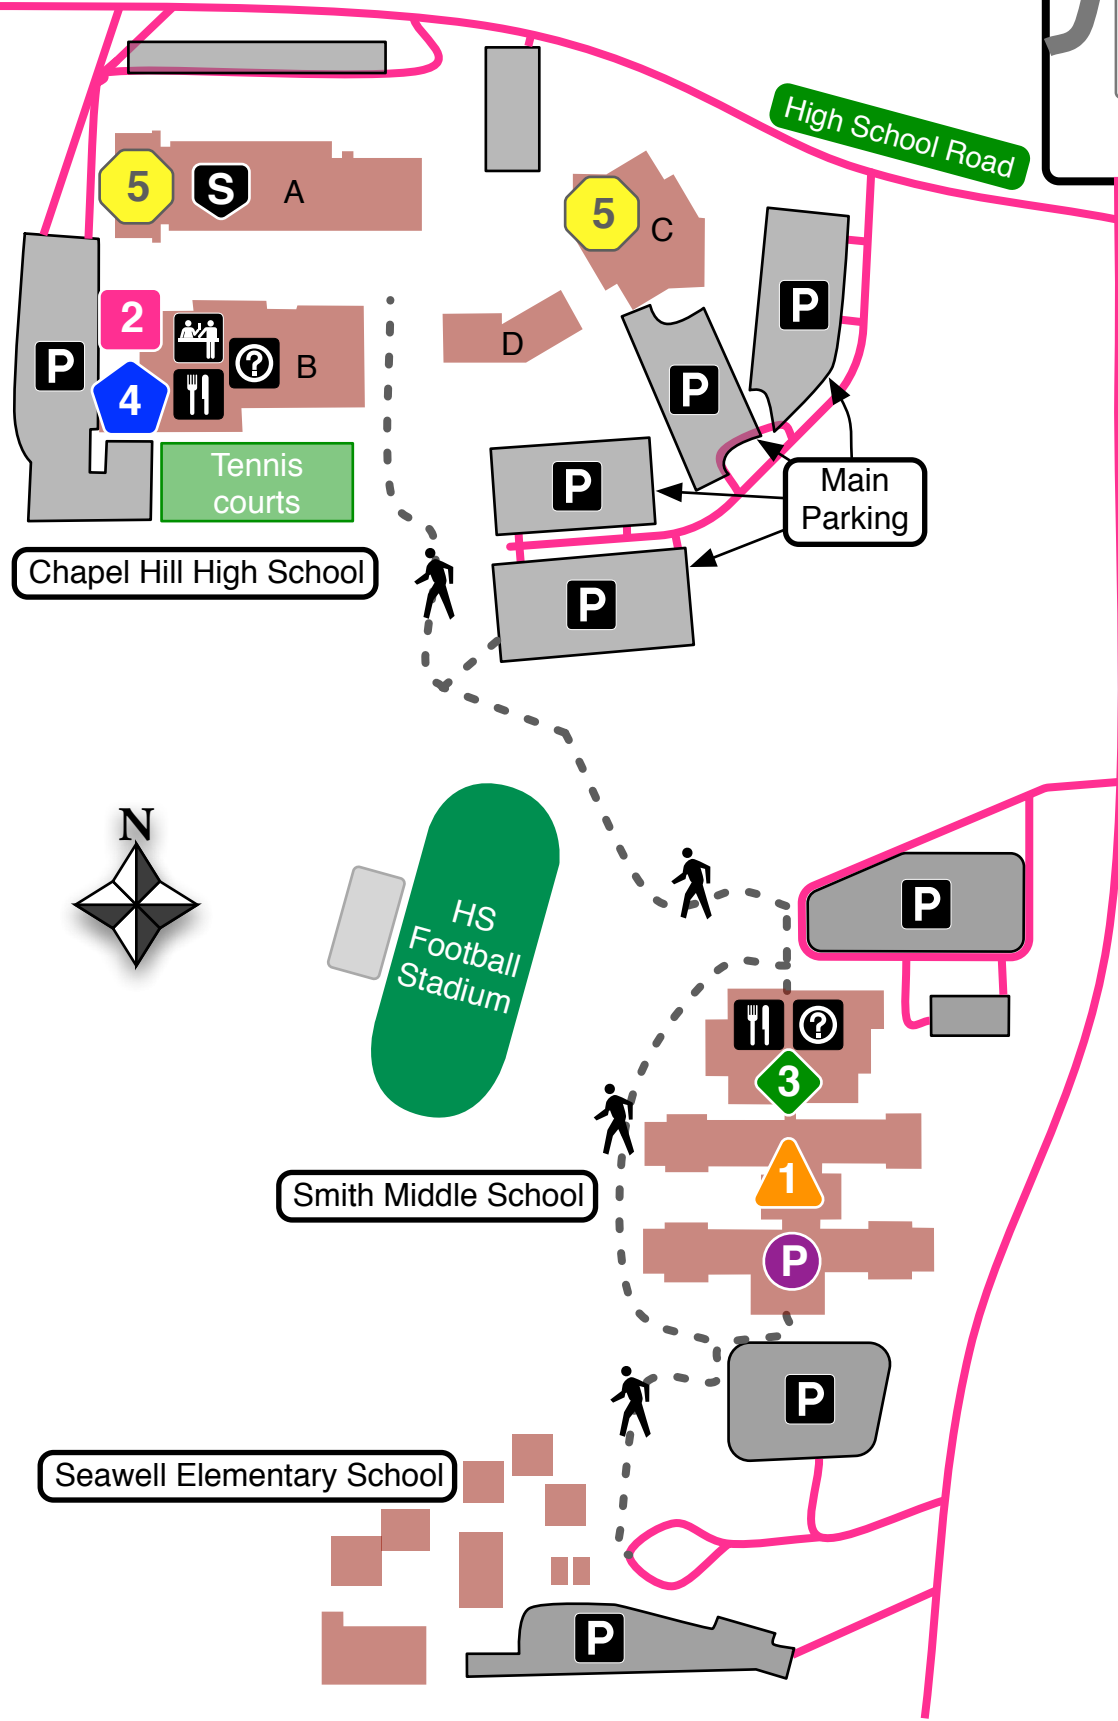 High School Road
5
S
A
5
C
2
P
B
4
P
D
P
Tennis
courts
P
Main
Parking
Chapel Hill High School
P
N
HS
Football
Stadium
P
?
?
3
Smith Middle School
1
P
P
Seawell Elementary School
P